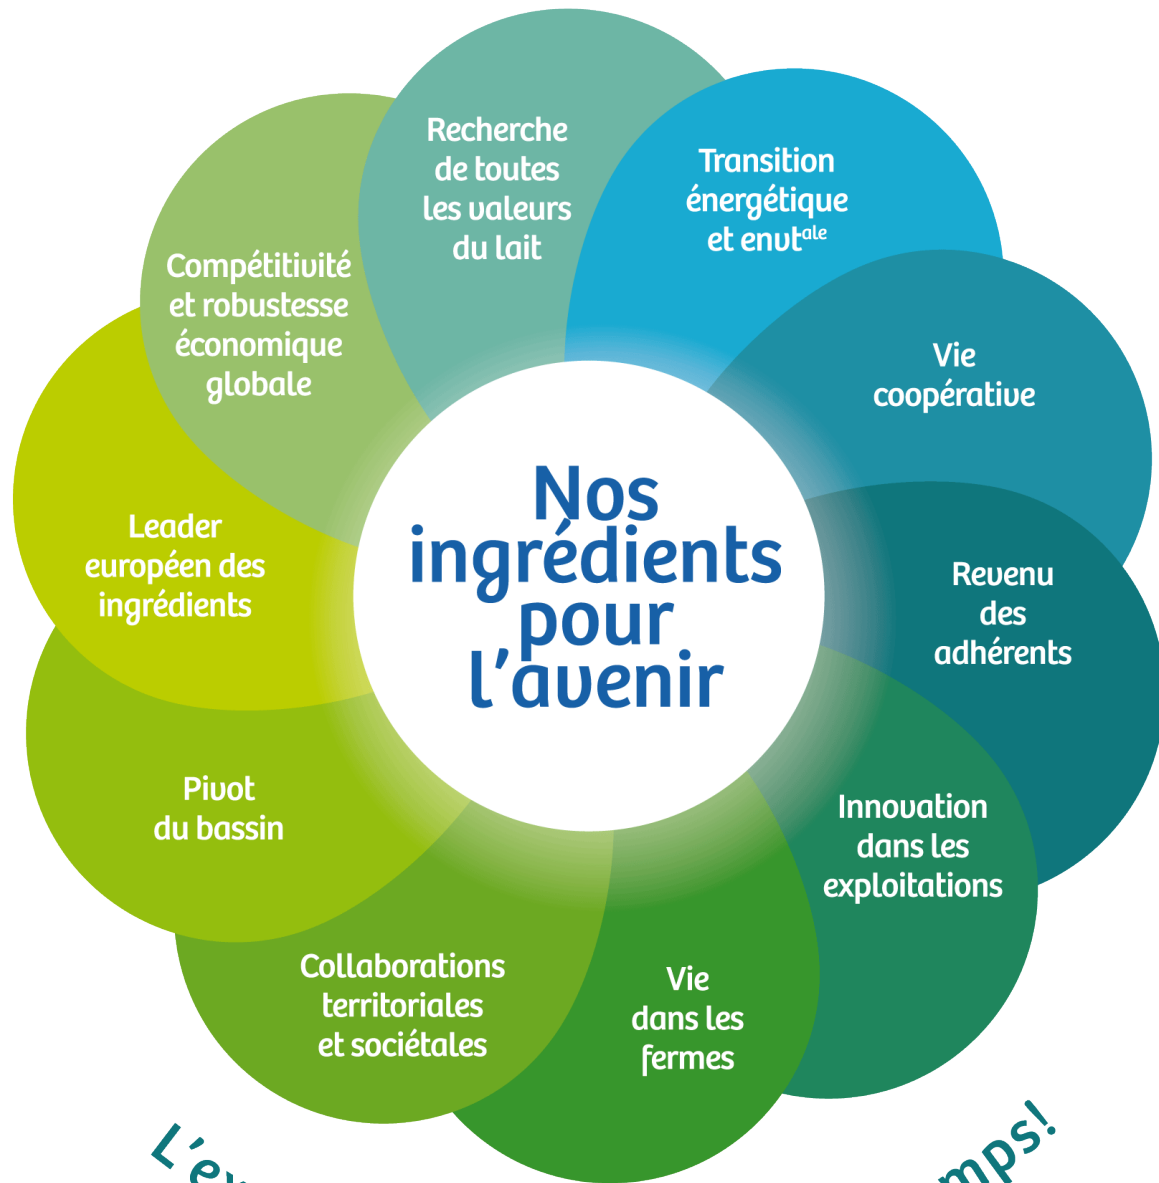 Recherche
de toutes
les valeurs
du lait
Transition
énergétique
et envtale
Vie
coopérative
Revenu
des
adhérents
Innovation
dans les
exploitations
Vie
dans les
fermes
Collaborations
territoriales
et sociétales
Pivot
du bassin
Leader
européen des
ingrédients
Compétitivité
et robustesse
économique
globale
Nos
ingrédients
pour
l'avenir